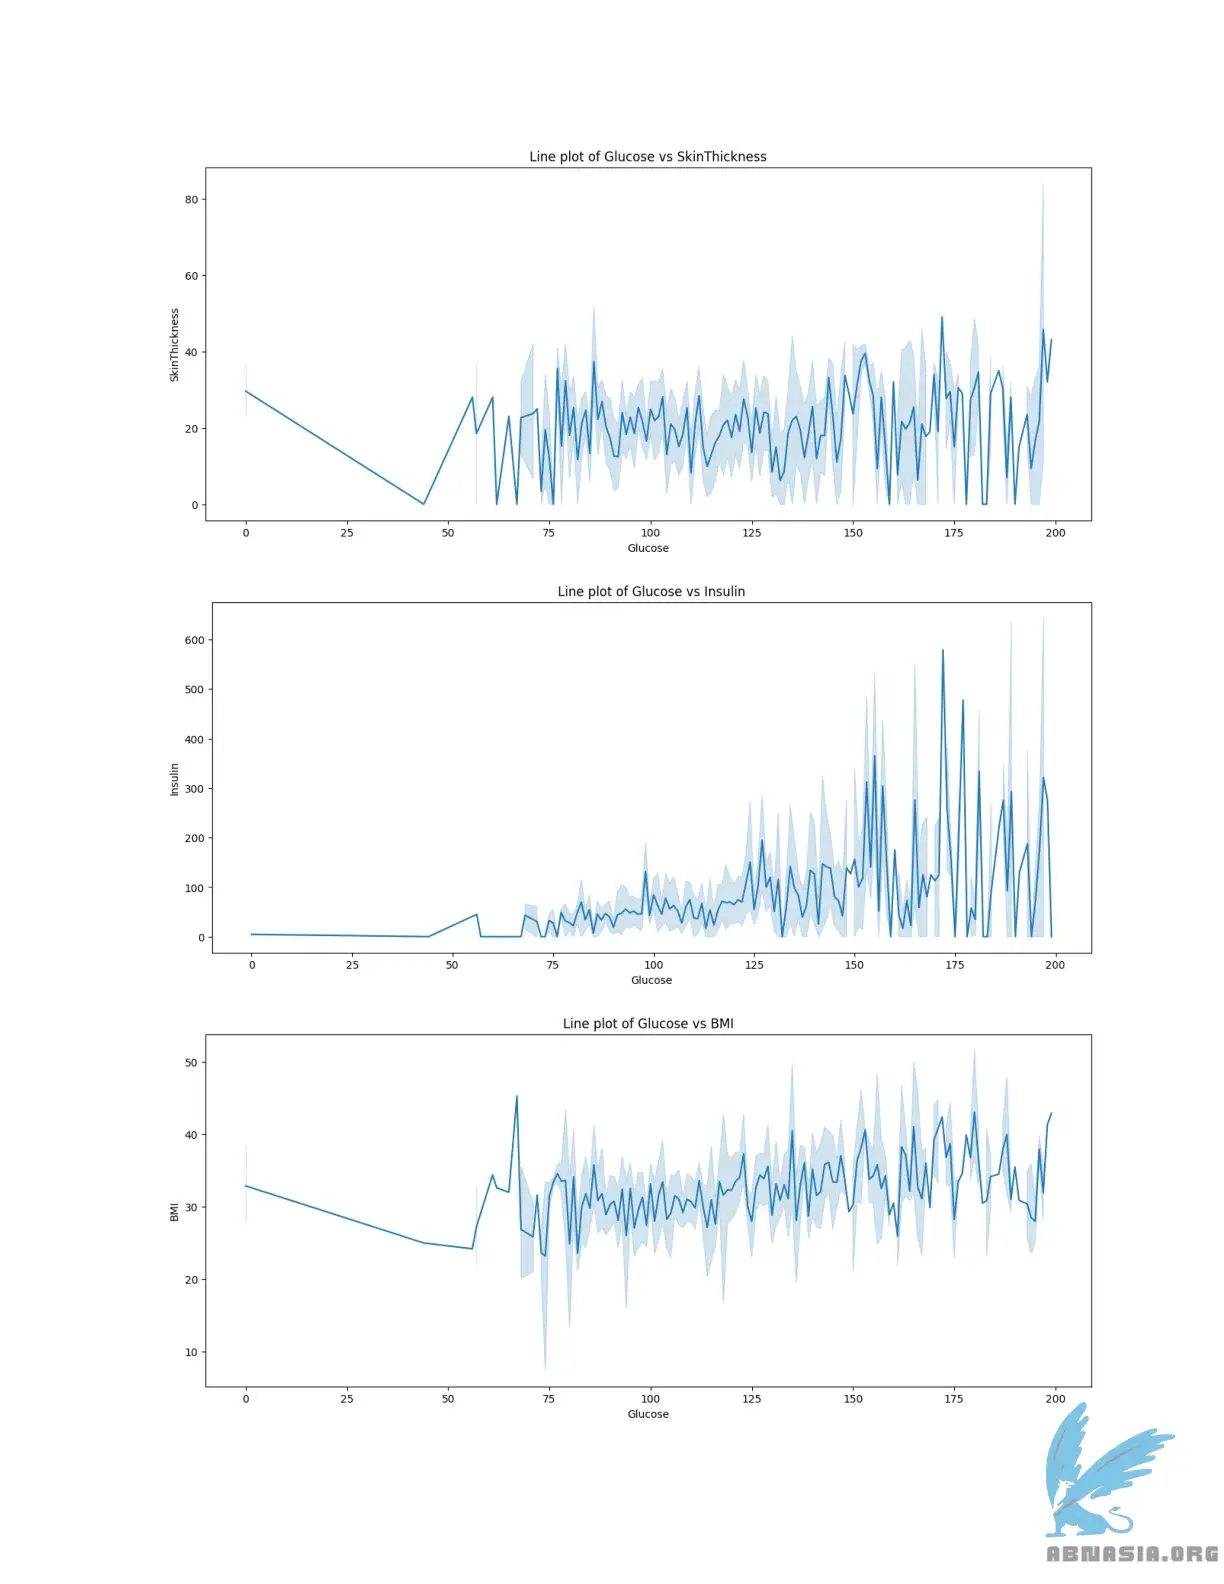 Line plot of Glucose vs SkinThickness
80
60
40
20
0
SkinThickness
0 25 50 75 100 125 150 175 200
Glucose
Line plot of Glucose vs Insulin
600
500
400
300
200
100
0
Insulin
0 25 50 75 100 125 150 175 200
Glucose
Line plot of Glucose vs BMI
50
40
30
20
10
BMI
0 25 50 75 100 125 150 175 200
Glucose
ABNASIA.ORG